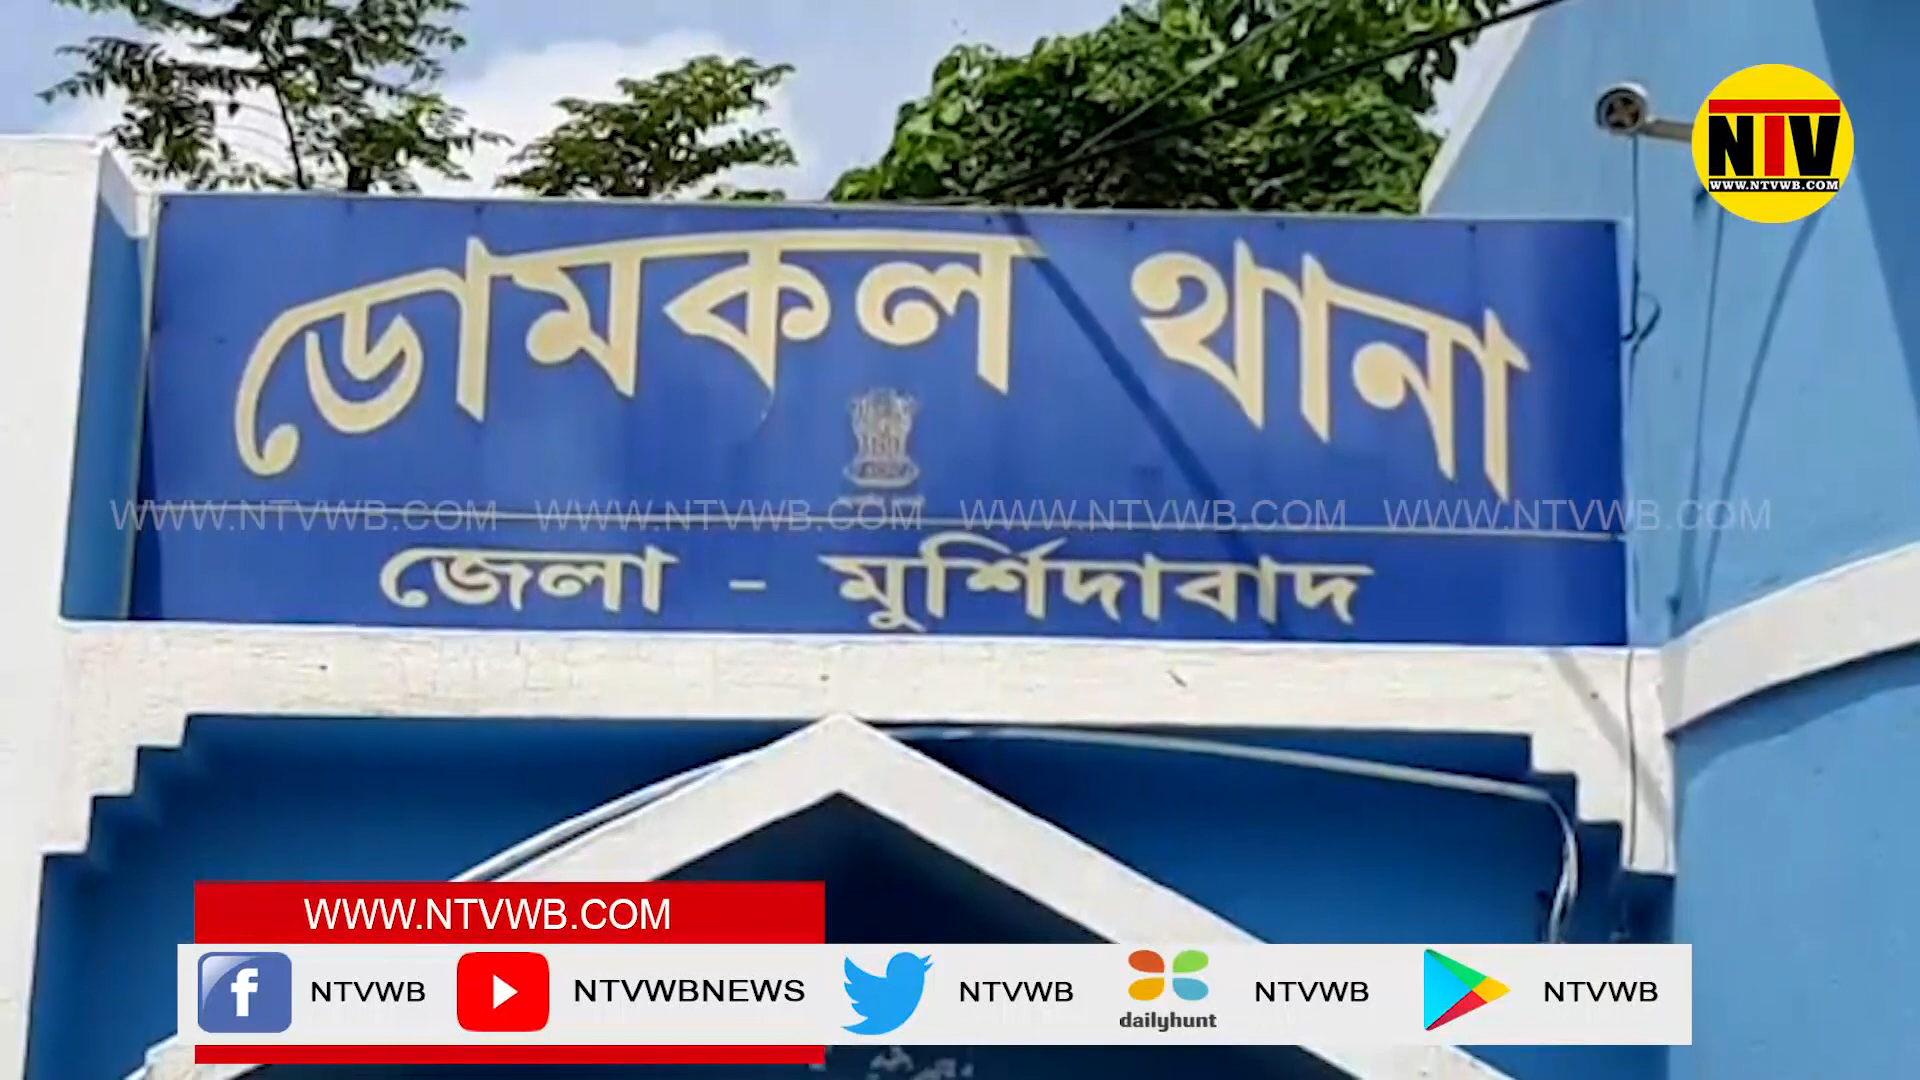 NTV
WWW.NTVWB.COM
ডোমকল থানা
WWW.NTVWB.COM WWW.NTVWB.COM WWW.NTVWB.COM WWW.NTVWB.COM
জেলা - মুর্শিদাবাদ
WWW.NTVWB.COM
NTVWB NTVWBNEWS NTVWB dailyhunt NTVWB NTVWB